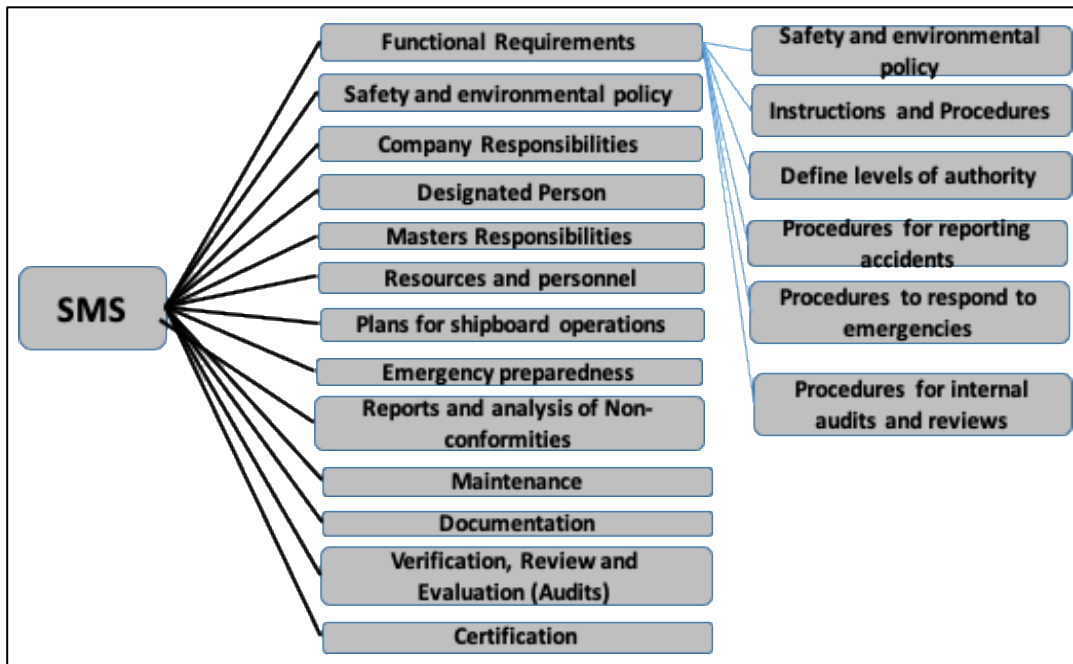 SMS
Functional Requirements
Safety and environmental policy
Company Responsibilities
Designated Person
Masters Responsibilities
Resources and personnel
Plans for shipboard operations
Emergency preparedness
Reports and analysis of Non-
conformities
Maintenance
Documentation
Verification, Review and
Evaluation (Audits)
Certification
Safety and environmental
policy
Instructions and Procedures
Define levels of authority
Procedures for reporting
accidents
Procedures to respond to
emergencies
Procedures for internal
audits and reviews